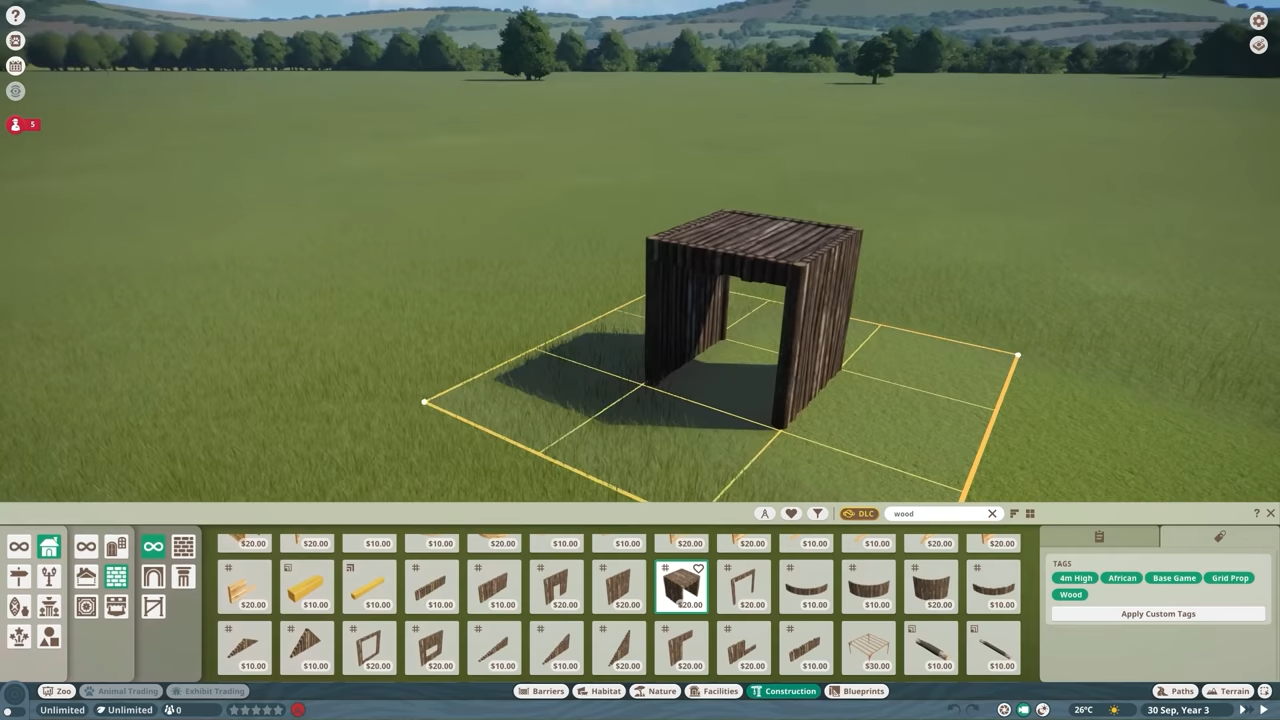 ?
5
DLC
wood
?
$20.00 $20.00 $10.00 $10.00 $10.00 $10.00 $10.00 $20.00 $20.00 $10.00 $10.00 $20.00 $20.00
$20.00 $10.00 $10.00 $10.00 $10.00 $20.00 $20.00 $20.00 $20.00 $10.00 $10.00 $20.00 $10.00
$10.00 $10.00 $20.00 $20.00 $10.00 $10.00 $20.00 $20.00 $20.00 $10.00 $30.00 $10.00 $10.00
TAGS
4m High African Base Game Grid Prop
Wood
Apply Custom Tags
Zoo Animal Trading Exhibit Trading Barriers Habitat Nature Facilities Construction Blueprints Paths Terrain
Unlimited Unlimited 0 26°C 30 Sep, Year 3